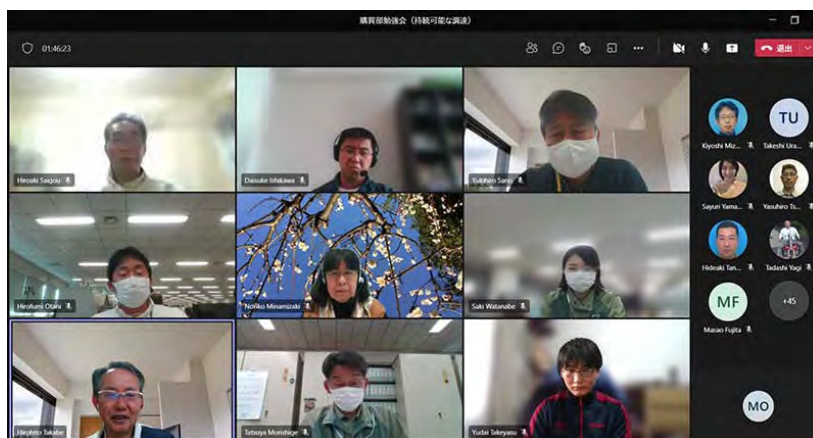 購買部勉強会（持続可能な調達）
01:46:23
退出
Hiroaki Saigou
Daisuke Ishikawa
Yukihiro Sano
Hirofumi Otani
Noriko Minamizaki
Saki Watanabe
Hirohito Takabe
Tatsuya Morishige
Yudai Takeyasu
Kiyoshi Miz...
TU
Takeshi Ura...
Sayuri Yama...
Yasuhiro Ts...
Hideaki Tan...
Tadashi Yagi
MF
Masao Fujita
+45
MO